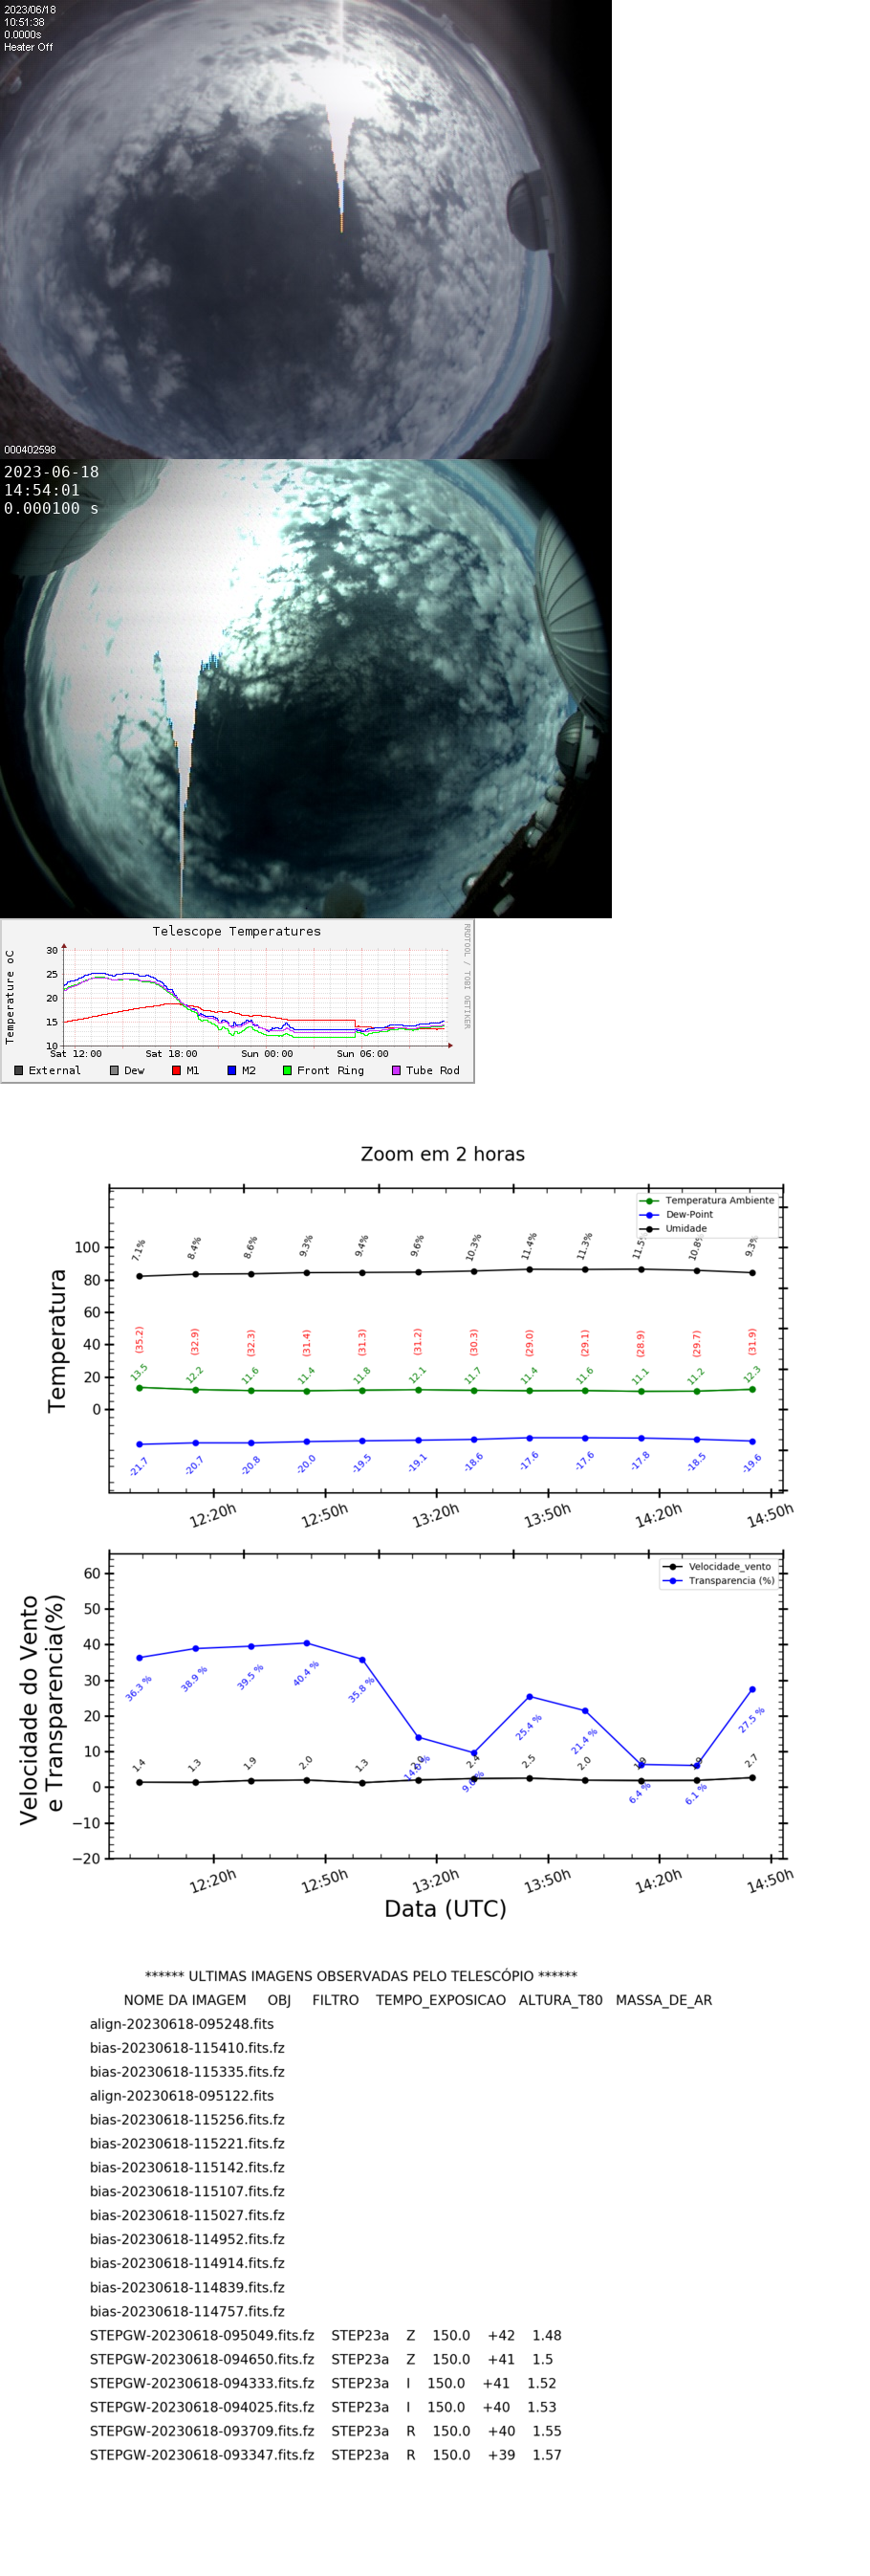 2023/06/18
10:51:38
0.0000s
Heater Off
000402598
2023-06-18
14:54:01
0.000100 s
Telescope Temperatures
RRDTOOL / TOBI OETIKER
Temperature oC
30
25
20
15
10
Sat 12:00 Sat 18:00 Sun 00:00 Sun 06:00
External Dew M1 M2 Front Ring Tube Rod
Zoom em 2 horas
Temperatura Ambiente
Dew-Point
Umidade
Temperatura
100
80
60
40
20
0
7.1% 8.4% 8.6% 9.3% 9.4% 9.6% 10.3% 11.4% 11.3% 10.8% 9.3%
(35.2) (32.9) (32.3) (31.4) (31.3) (31.2) (30.3) (29.0) (29.1) (28.9) (29.7) (31.9)
13.5 12.2 11.6 11.4 11.8 12.1 11.7 11.4 11.6 11.1 11.2 12.3
-21.7 -20.7 -20.8 -20.0 -19.5 -19.1 -18.6 -17.6 -17.6 -17.8 -18.5 -19.6
12:20h 12:50h 13:20h 13:50h 14:20h 14:50h
Velocidade_vento
Transparencia (%)
Velocidade do Vento
e Transparencia(%)
60
50
40
30
20
10
0
−10
−20
36.3 % 38.9 % 39.5 % 40.4 % 35.8 % 25.4 % 21.4 % 6.4 % 6.1 % 27.5 %
1.4 1.3 1.9 2.0 1.3 2.4 2.5 2.0 2.7
12:20h 12:50h 13:20h 13:50h 14:20h 14:50h
Data (UTC)
****** ULTIMAS IMAGENS OBSERVADAS PELO TELESCÓPIO ******
NOME DA IMAGEM OBJ FILTRO TEMPO_EXPOSICAO ALTURA_T80 MASSA_DE_AR
align-20230618-095248.fits
bias-20230618-115410.fits.fz
bias-20230618-115335.fits.fz
align-20230618-095122.fits
bias-20230618-115256.fits.fz
bias-20230618-115221.fits.fz
bias-20230618-115142.fits.fz
bias-20230618-115107.fits.fz
bias-20230618-115027.fits.fz
bias-20230618-114952.fits.fz
bias-20230618-114914.fits.fz
bias-20230618-114839.fits.fz
bias-20230618-114757.fits.fz
STEPGW-20230618-095049.fits.fz STEP23a Z 150.0 +42 1.48
STEPGW-20230618-094650.fits.fz STEP23a Z 150.0 +41 1.5
STEPGW-20230618-094333.fits.fz STEP23a I 150.0 +41 1.52
STEPGW-20230618-094025.fits.fz STEP23a I 150.0 +40 1.53
STEPGW-20230618-093709.fits.fz STEP23a R 150.0 +40 1.55
STEPGW-20230618-093347.fits.fz STEP23a R 150.0 +39 1.57